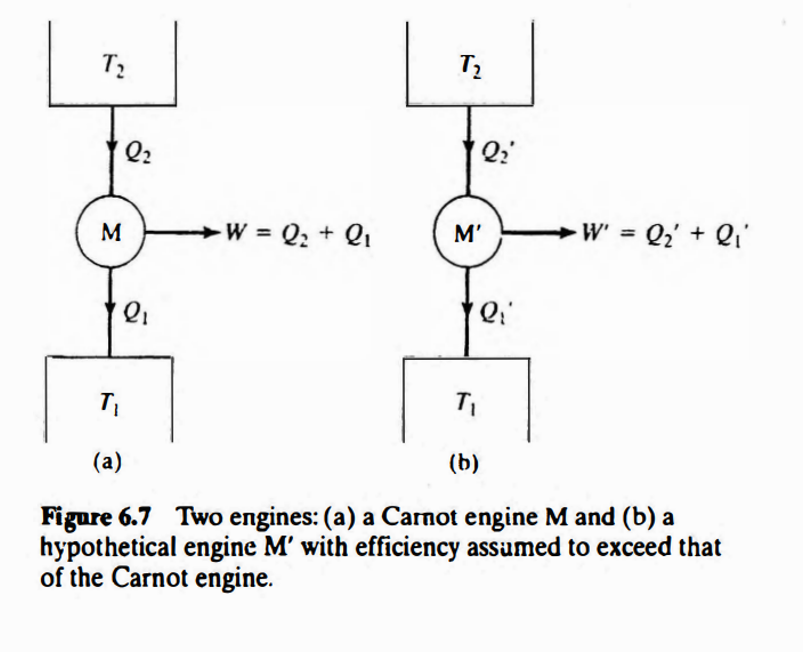 T₂
T₂
Q₂
Q₂'
M
W = Q₂ + Q₁
M'
W' = Q₂' + Q₁'
Q₁
Q₁'
T₁
T₁
(a)
(b)
Figure 6.7 Two engines: (a) a Carnot engine M and (b) a
hypothetical engine M' with efficiency assumed to exceed that
of the Carnot engine.